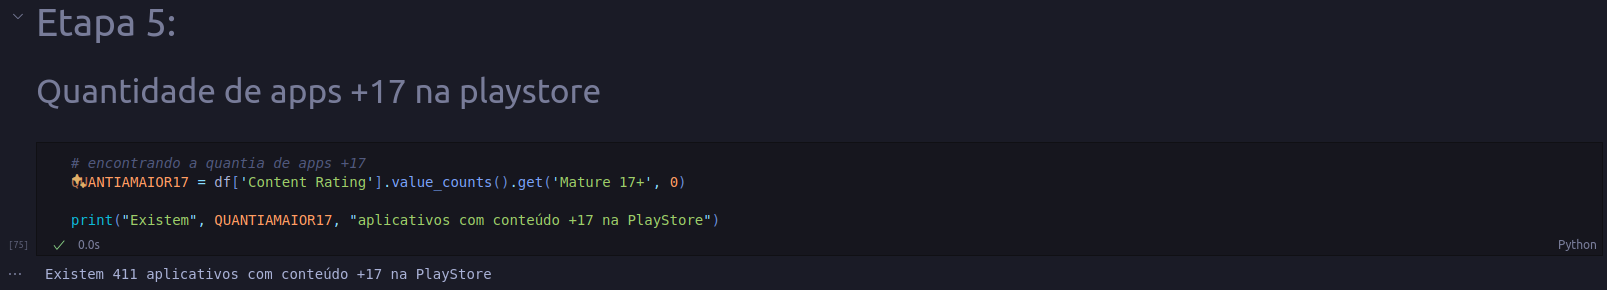 Etapa 5:
Quantidade de apps +17 na playstore
# encontrando a quantia de apps +17
QUANTIAMAIOR17 = df['Content Rating'].value_counts().get('Mature 17+', 0)
print("Existem", QUANTIAMAIOR17, "aplicativos com conteúdo +17 na PlayStore")
[75]
0.0s
Python
Existem 411 aplicativos com conteúdo +17 na PlayStore